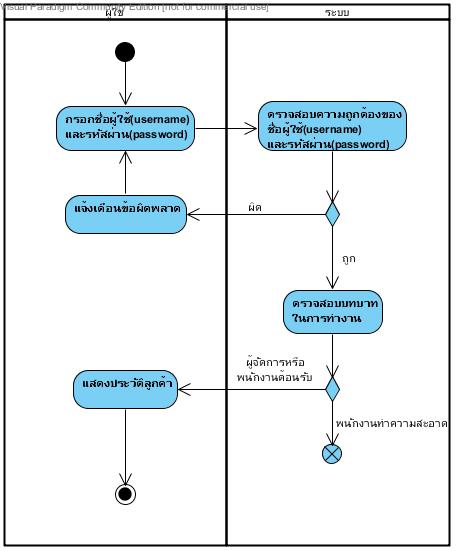 Visual Paradigm Community Edition [not for commercial use]
ผู้ใช้
ระบบ
กรอกชื่อผู้ใช้(username)
และรหัสผ่าน(password)
ตรวจสอบความถูกต้องของ
ชื่อผู้ใช้(username)
และรหัสผ่าน(password)
แจ้งเตือนข้อผิดพลาด
ผิด
ถูก
ตรวจสอบบทบาท
ในการทำงาน
ผู้จัดการหรือ
พนักงานต้อนรับ
แสดงประวัติลูกค้า
พนักงานทำความสะอาด